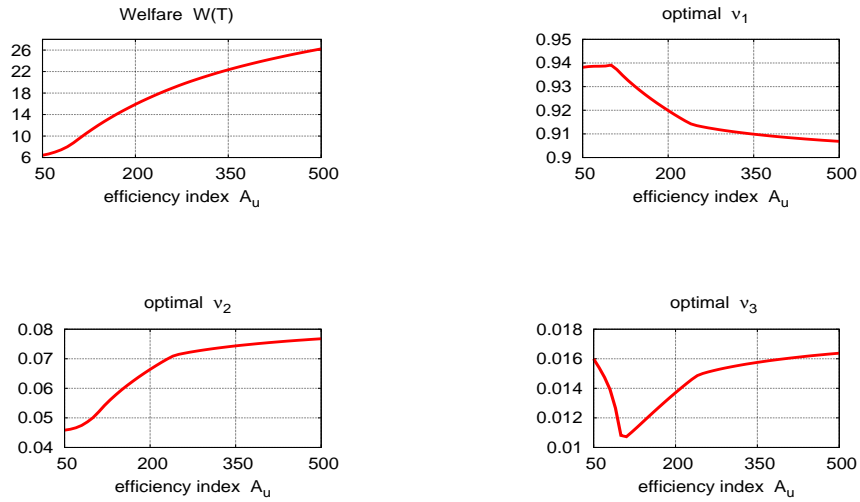 Welfare W(T)
26
22
18
14
10
6
50 200 350 500
efficiency index A_u
optimal ν_1
0.95
0.94
0.93
0.92
0.91
0.9
50 200 350 500
efficiency index A_u
optimal ν_2
0.08
0.07
0.06
0.05
0.04
50 200 350 500
efficiency index A_u
optimal ν_3
0.018
0.016
0.014
0.012
0.01
50 200 350 500
efficiency index A_u